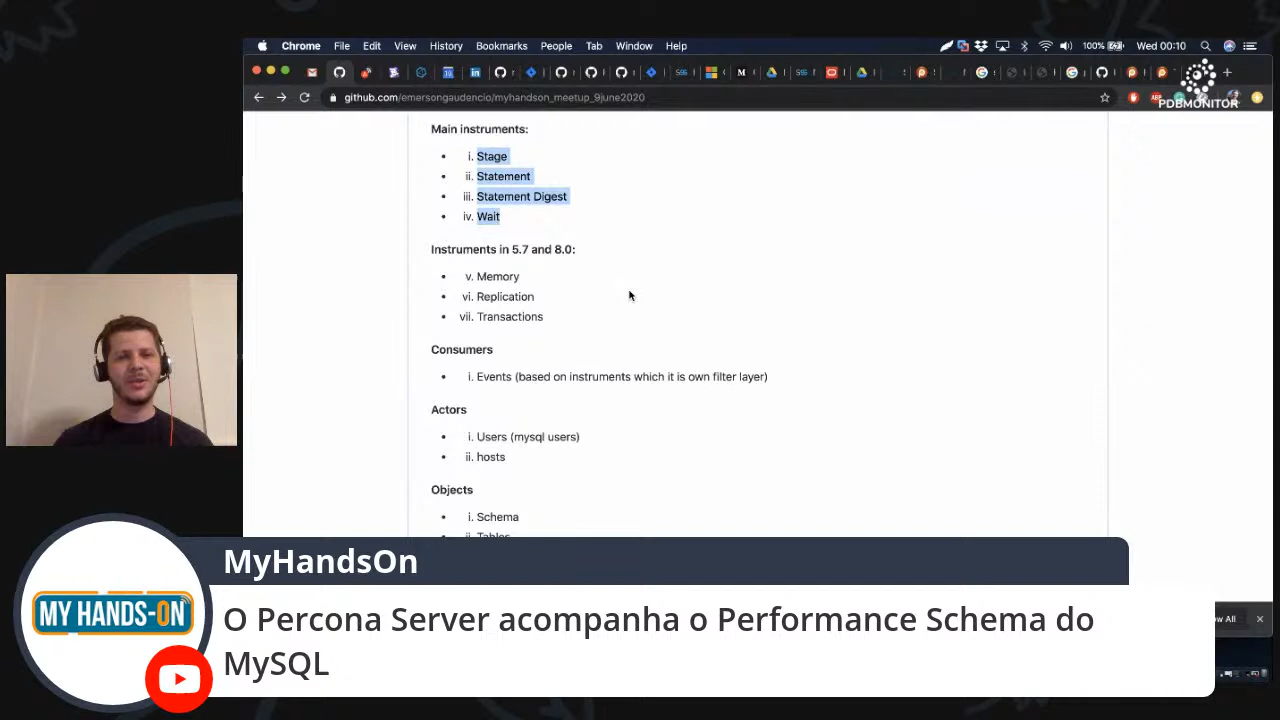 Chrome File Edit View History Bookmarks People Tab Window Help 100% Wed 00:10
github.com/emersongaudencio/myhandson_meetup_9june2020
PDBMONITOR
Main instruments:
i. Stage
ii. Statement
iii. Statement Digest
iv. Wait
Instruments in 5.7 and 8.0:
v. Memory
vi. Replication
vii. Transactions
Consumers
i. Events (based on instruments which it is own filter layer)
Actors
i. Users (mysql users)
ii. hosts
Objects
i. Schema
ii. Tables
MyHandsOn
MY HANDS-ON
O Percona Server acompanha o Performance Schema do
MySQL